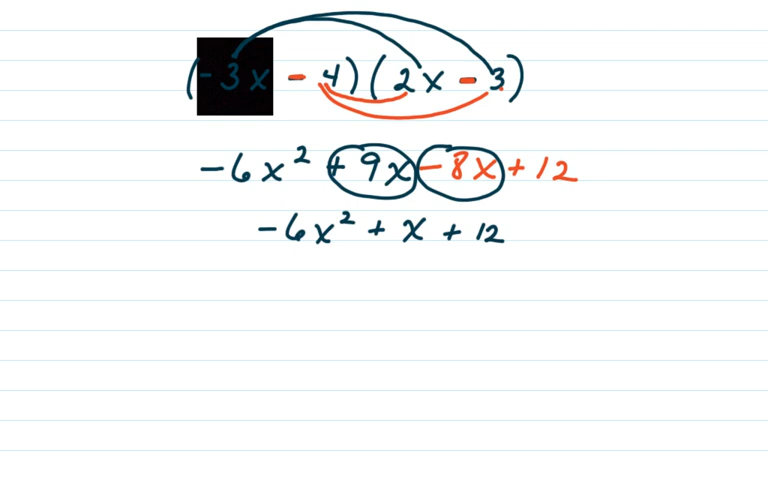 (-3x - 4)(2x - 3)
-6x² + 9x - 8x + 12
-6x² + x + 12